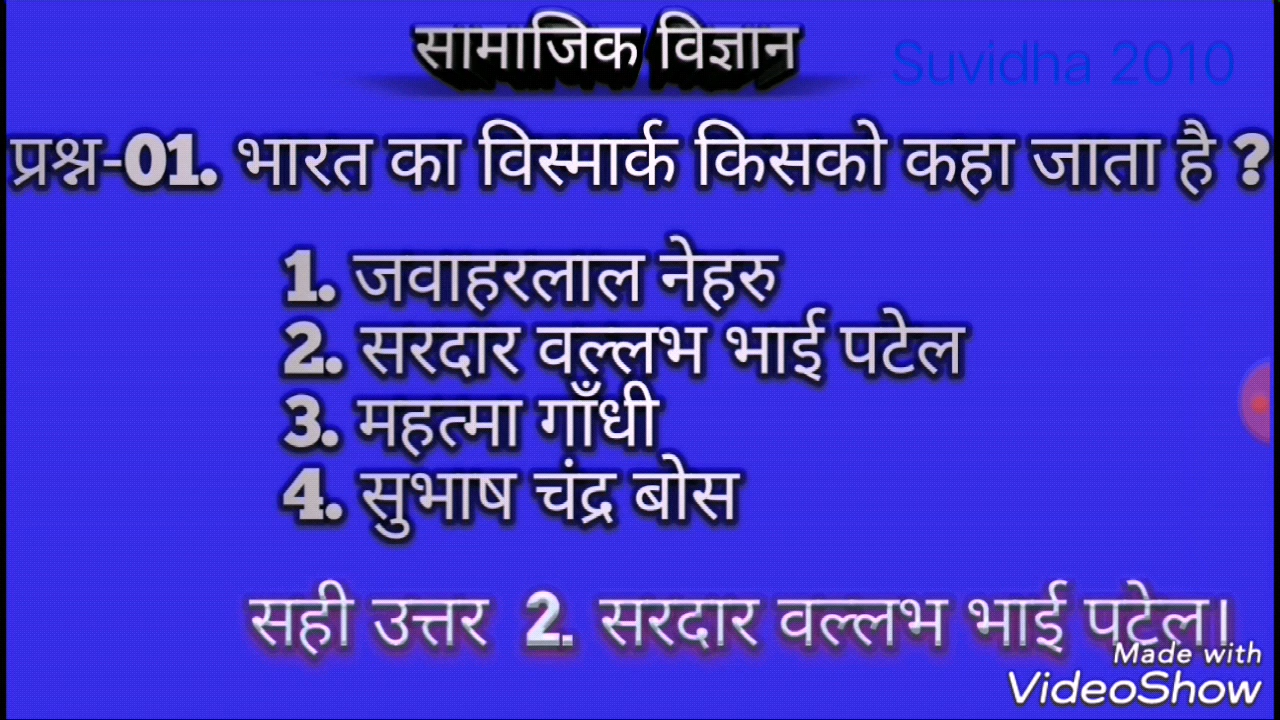 सामाजिक विज्ञान
Suvidha 2010
प्रश्न-01. भारत का विस्मार्क किसको कहा जाता है ?
1. जवाहरलाल नेहरु
2. सरदार वल्लभ भाई पटेल
3. महत्मा गाँधी
4. सुभाष चंद्र बोस
सही उत्तर 2. सरदार वल्लभ भाई पटेल।
Made with
VideoShow